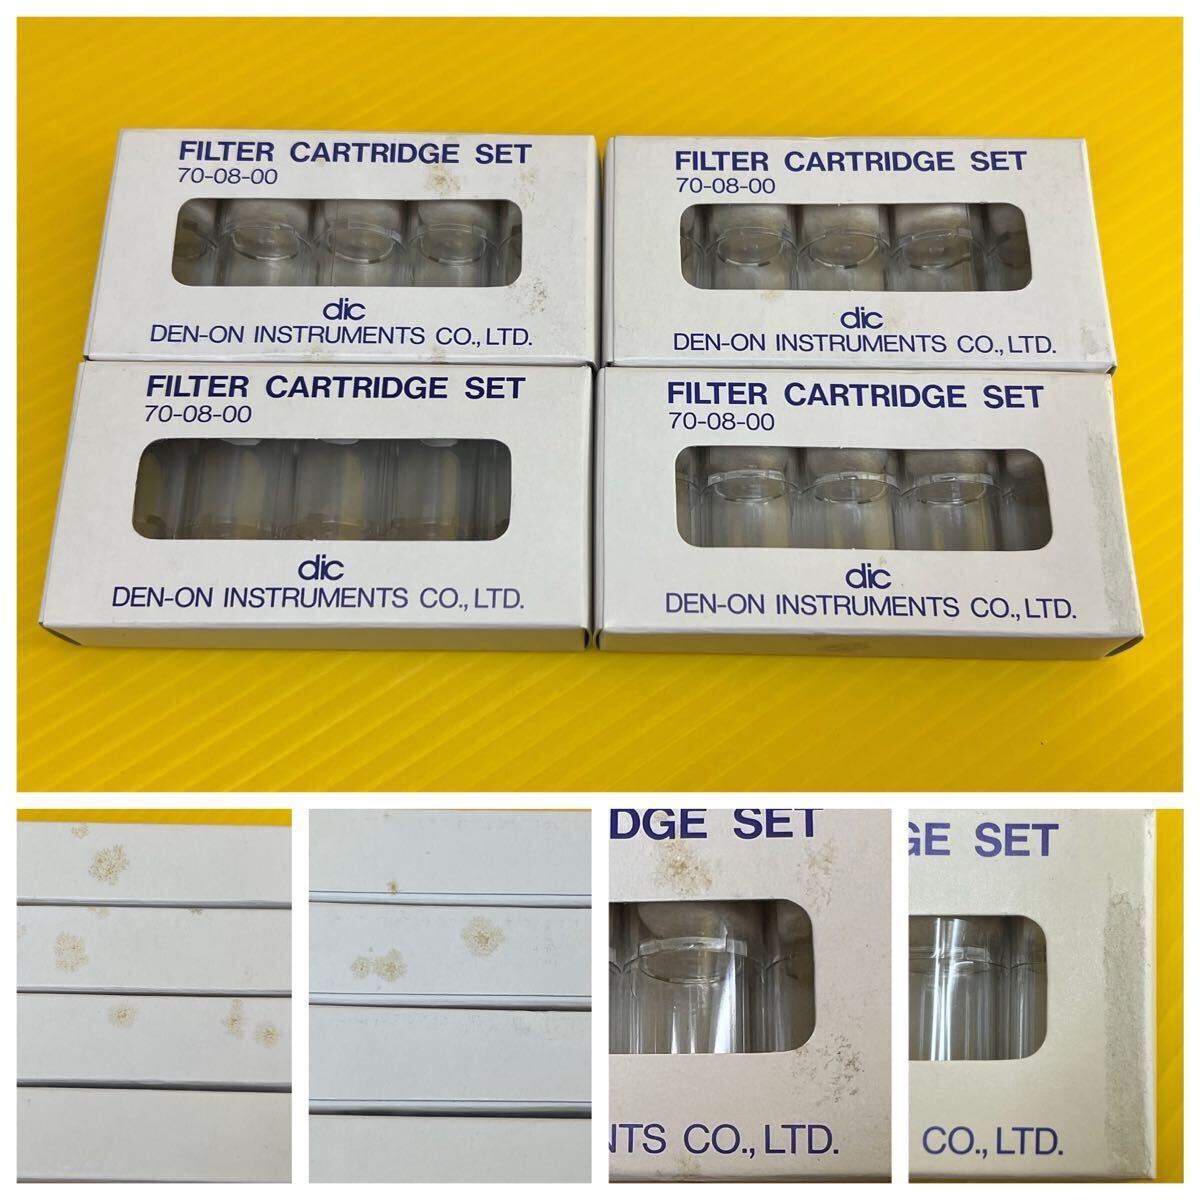 FILTER CARTRIDGE SET
70-08-00
dic
DEN-ON INSTRUMENTS CO., LTD.
FILTER CARTRIDGE SET
70-08-00
dic
DEN-ON INSTRUMENTS CO., LTD.
FILTER CARTRIDGE SET
70-08-00
dic
DEN-ON INSTRUMENTS CO., LTD.
FILTER CARTRIDGE SET
70-08-00
dic
DEN-ON INSTRUMENTS CO., LTD.
DGE SET
NTS CO., LTD.
GE SET
CO., LTD.